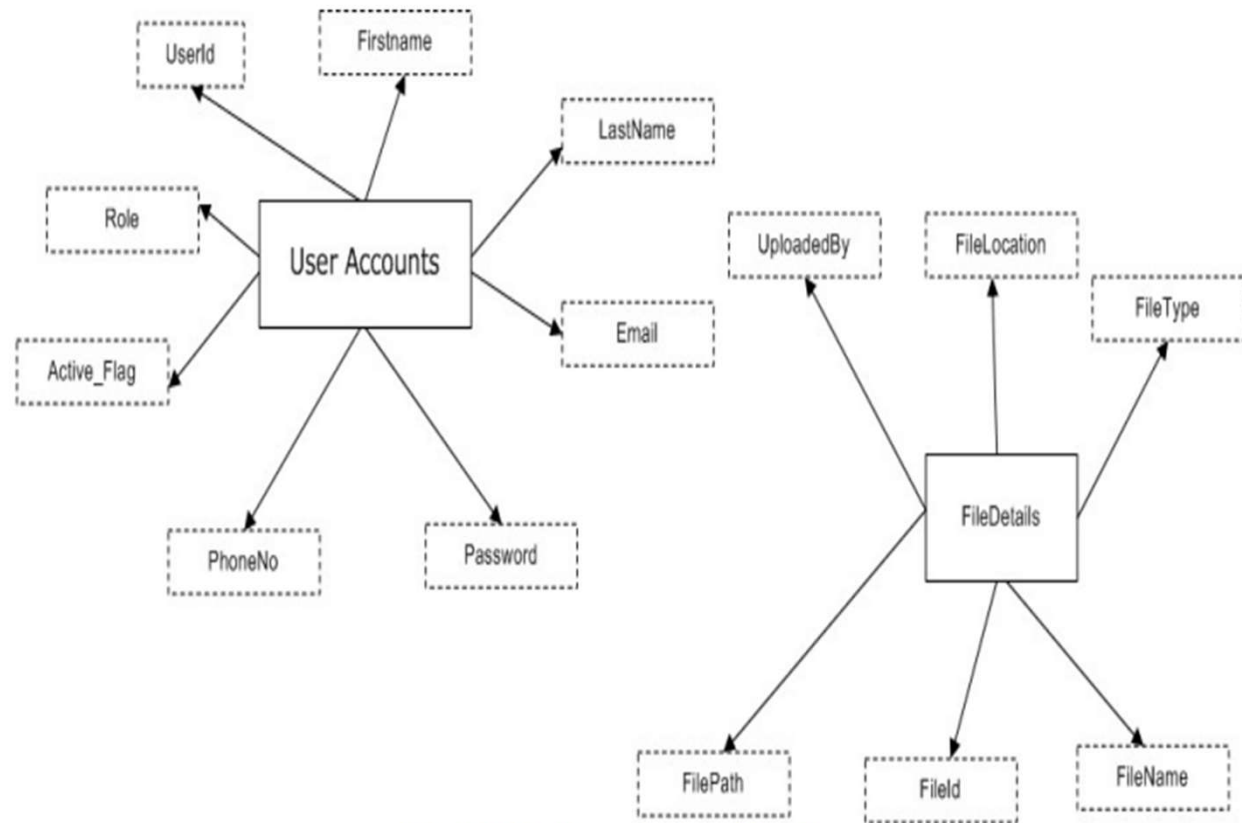 UserId
Firstname
LastName
Role
User Accounts
Email
Active_Flag
PhoneNo
Password
UploadedBy
FileLocation
FileType
FileDetails
FilePath
FileId
FileName